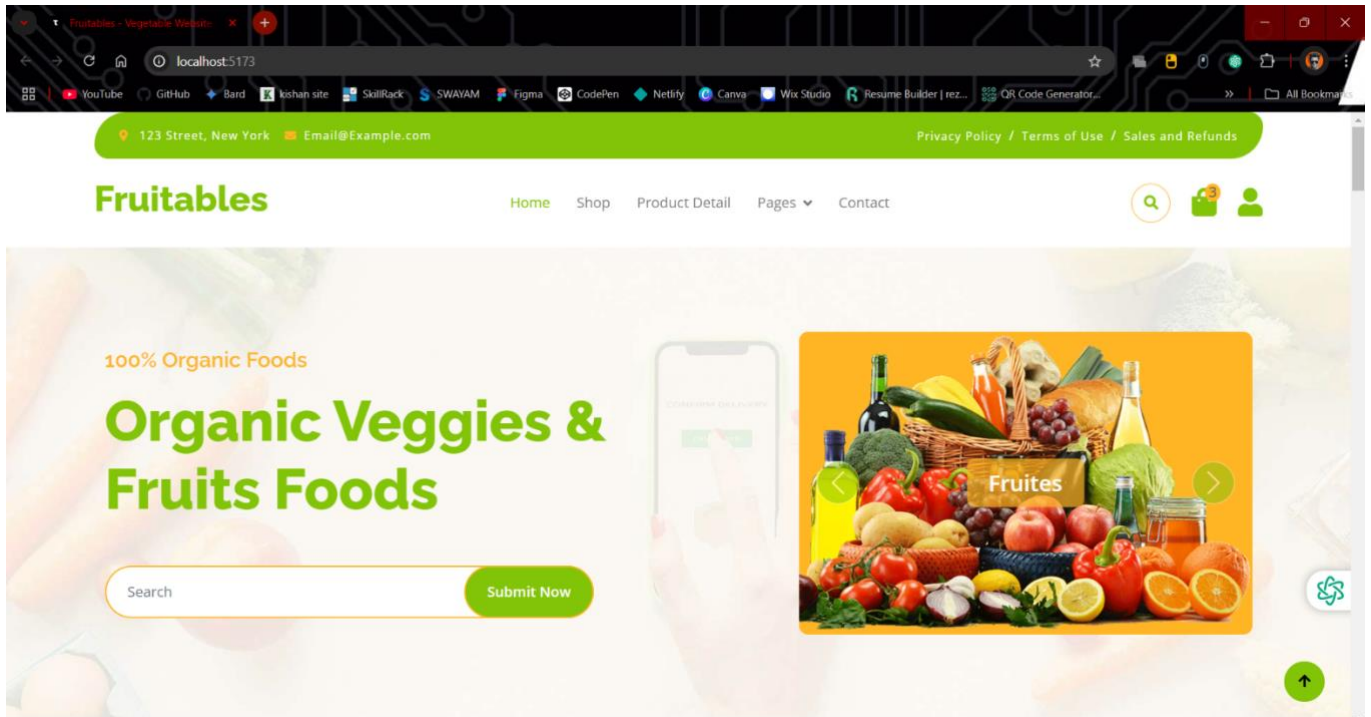 Fruitables - Vegetable Website
localhost:5173
YouTube GitHub Bard kishan site SkillRack SWAYAM Figma CodePen Netlify Canva Wix Studio Resume Builder | rez... QR Code Generator... » All Bookmarks
123 Street, New York Email@Example.com Privacy Policy / Terms of Use / Sales and Refunds
Fruitables Home Shop Product Detail Pages Contact 3
100% Organic Foods
Organic Veggies &
Fruits Foods
Fruites
Search Submit Now